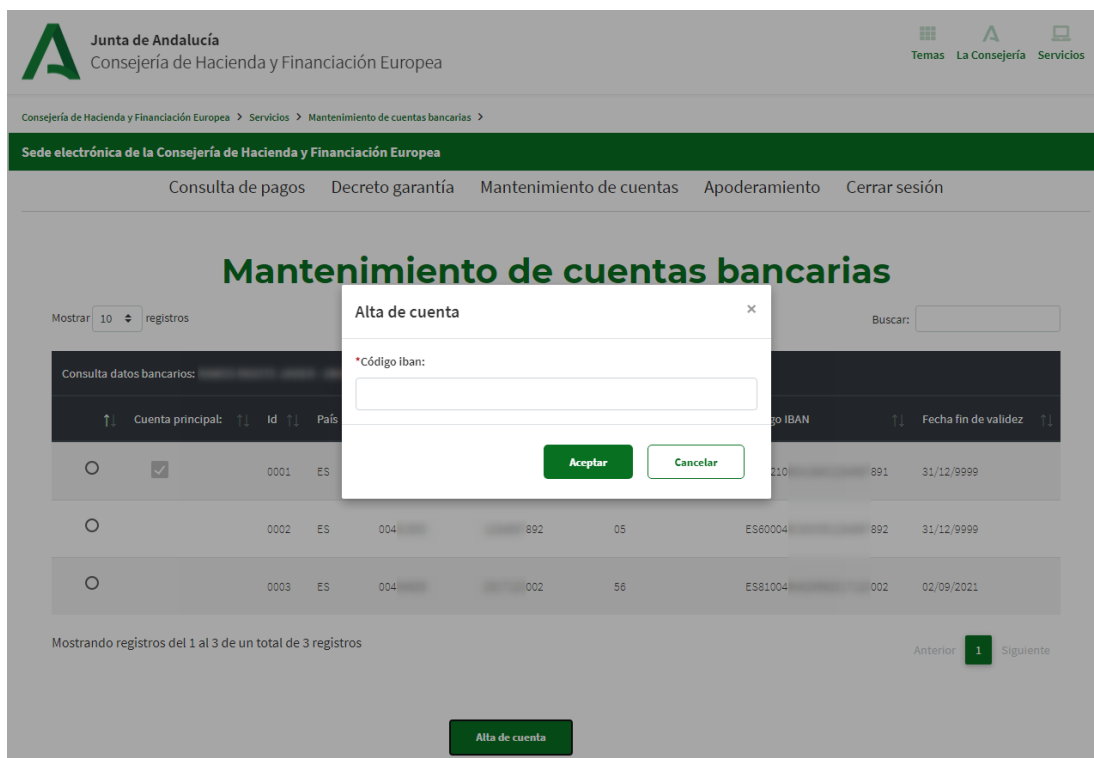 Junta de Andalucía
Consejería de Hacienda y Financiación Europea
Temas La Consejería Servicios
Consejería de Hacienda y Financiación Europea > Servicios > Mantenimiento de cuentas bancarias >
Sede electrónica de la Consejería de Hacienda y Financiación Europea
Consulta de pagos Decreto garantía Mantenimiento de cuentas Apoderamiento Cerrar sesión
Mantenimiento de cuentas bancarias
Mostrar 10 registros
Buscar:
Alta de cuenta ×
*Código iban:
Aceptar Cancelar
Consulta datos bancarios:
Cuenta principal: Id País IBAN Fecha fin de validez
0001 ES 891 31/12/9999
0002 ES 004 892 05 ES60004 892 31/12/9999
0003 ES 004 002 56 ES81004 002 02/09/2021
Mostrando registros del 1 al 3 de un total de 3 registros
Anterior 1 Siguiente
Alta de cuenta